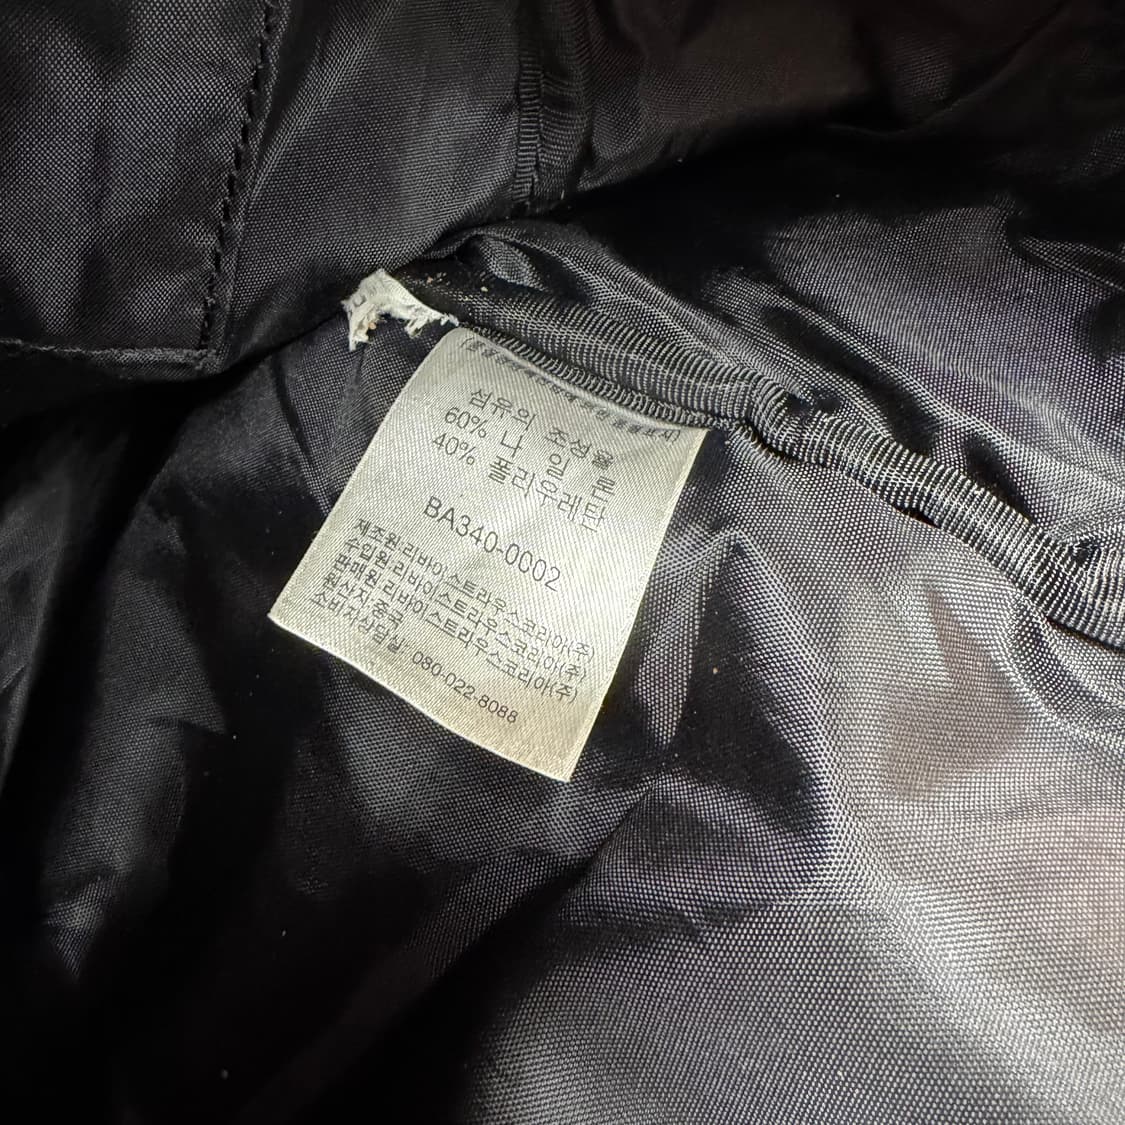 섬유의 조성율
60% 나 일 론
40% 폴리우레탄
BA340-0002
제조원:리바이스트라우스코리아(주)
수입원:리바이스트라우스코리아(주)
판매원:리바이스트라우스코리아(주)
원산지:중국
소비자상담실 080-022-8088